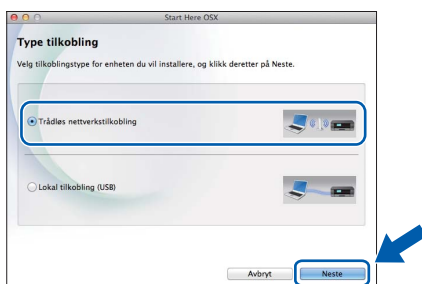 Start Here OSX
Type tilkobling
Velg tilkoblingstype for enheten du vil installere, og klikk deretter på Neste.
Trådløs nettverkstilkobling
Lokal tilkobling (USB)
Avbryt Neste